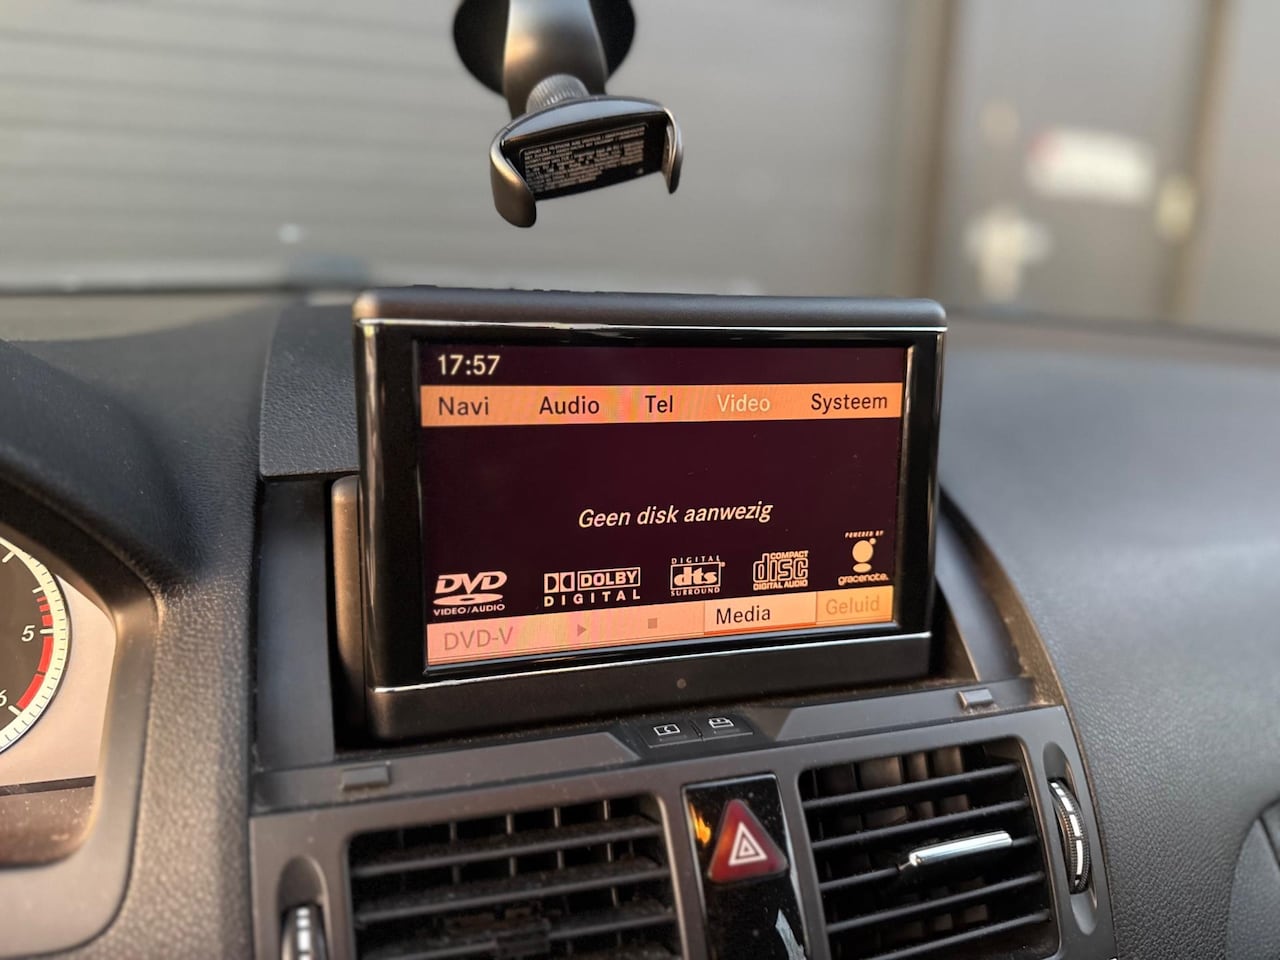 17:57
Navi Audio Tel Video Systeem
Geen disk aanwezig
DVD VIDEO/AUDIO
DOLBY DIGITAL
DIGITAL dts SURROUND
COMPACT disc DIGITAL AUDIO
POWERED BY gracenote.
DVD-V Media Geluid
5
6